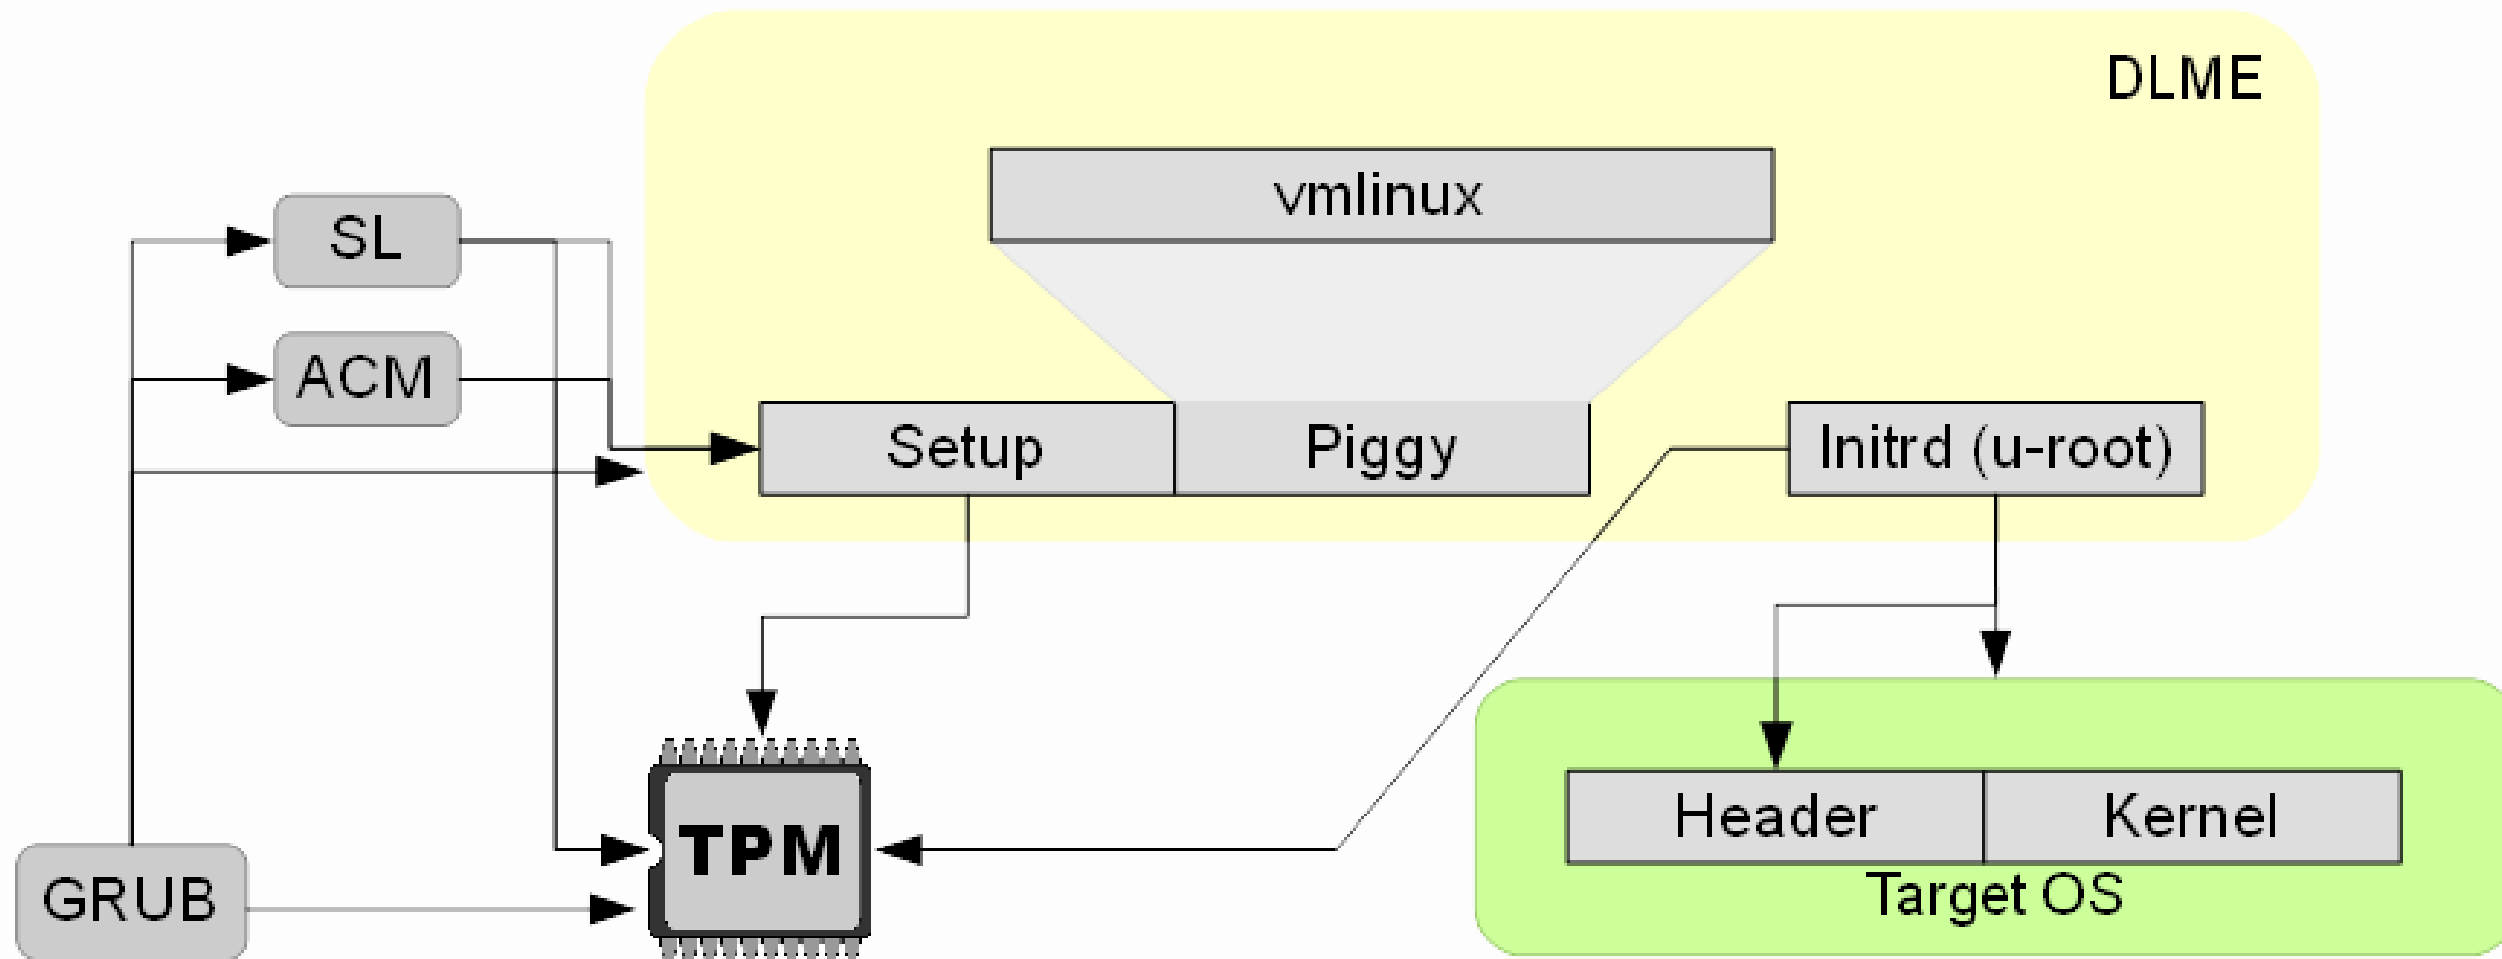 DLME
vmlinux
SL
ACM
Setup
Piggy
Initrd (u-root)
TPM
Header
Kernel
GRUB
Target OS